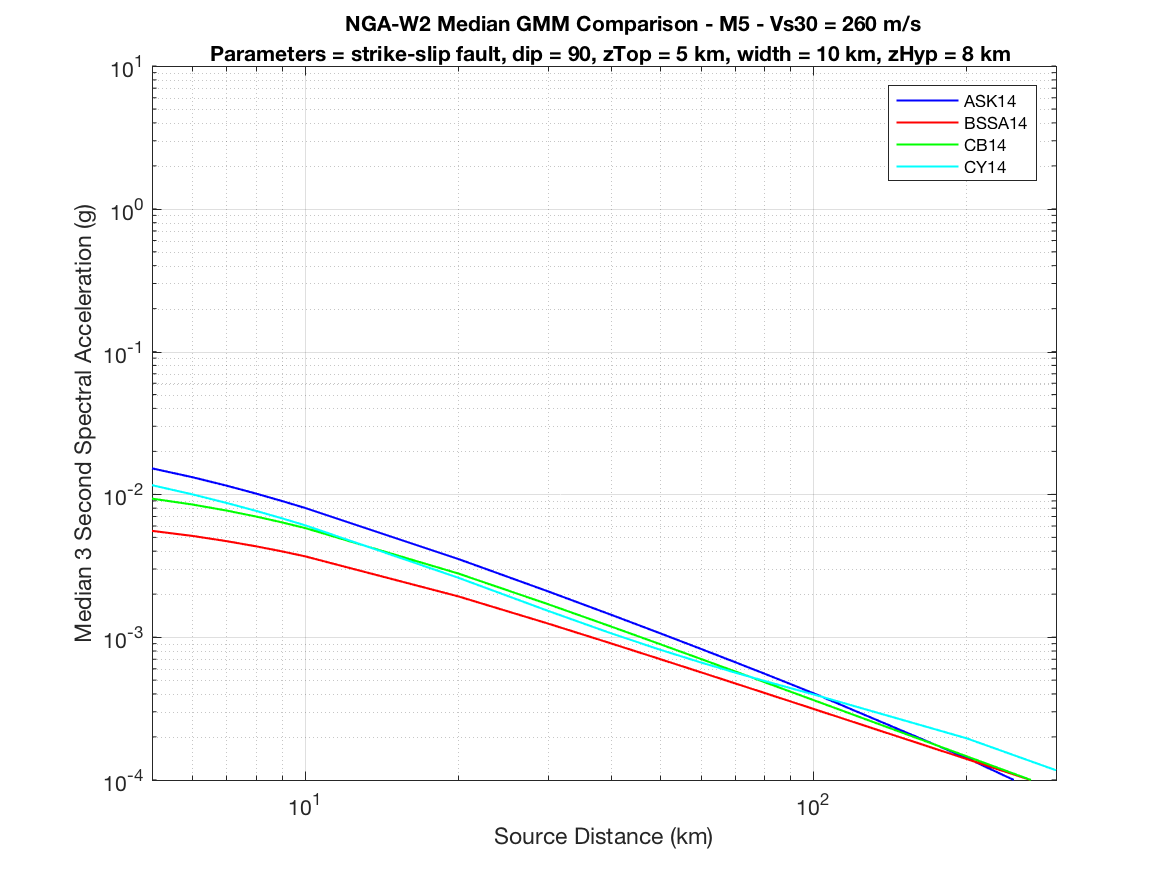 NGA-W2 Median GMM Comparison - M5 - Vs30 = 260 m/s
Parameters = strike-slip fault, dip = 90, zTop = 5 km, width = 10 km, zHyp = 8 km
10^1
10^0
10^-1
10^-2
10^-3
10^-4
Median 3 Second Spectral Acceleration (g)
ASK14
BSSA14
CB14
CY14
10^1
10^2
Source Distance (km)